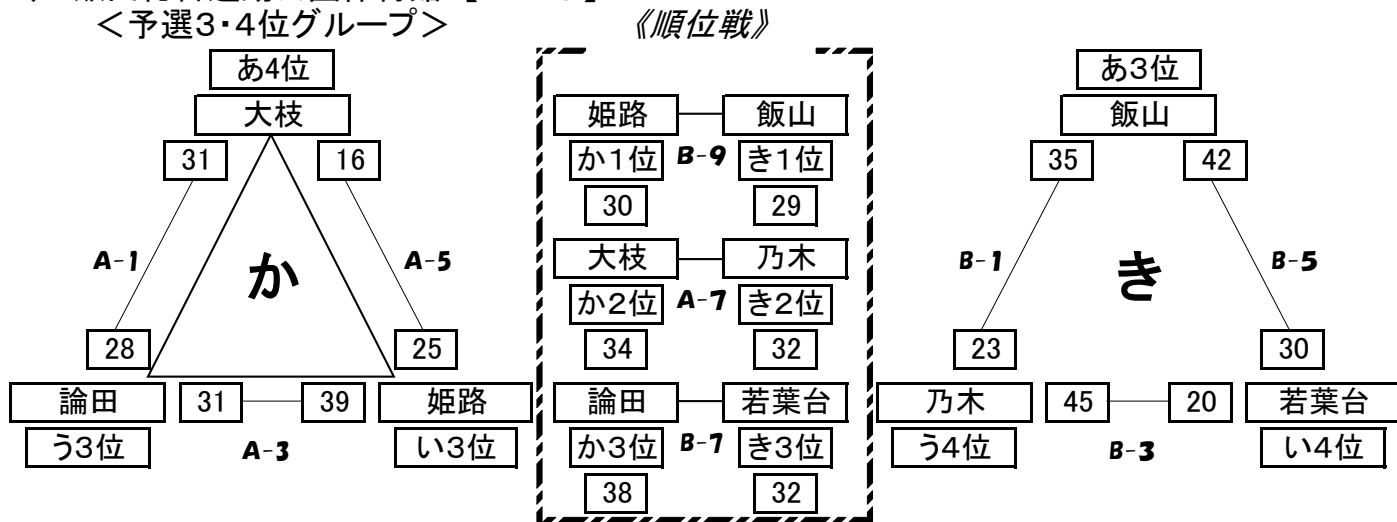 ＜予選3・4位グループ＞
《順位戦》
あ4位
大枝
31
16
A-1
か
A-5
28
25
論田
31
39
姫路
う3位
A-3
い3位
姫路
飯山
か1位
B-9
き1位
30
29
大枝
乃木
か2位
A-7
き2位
34
32
論田
若葉台
か3位
B-7
き3位
38
32
あ3位
飯山
35
42
B-1
き
B-5
23
30
乃木
45
20
若葉台
う4位
B-3
い4位